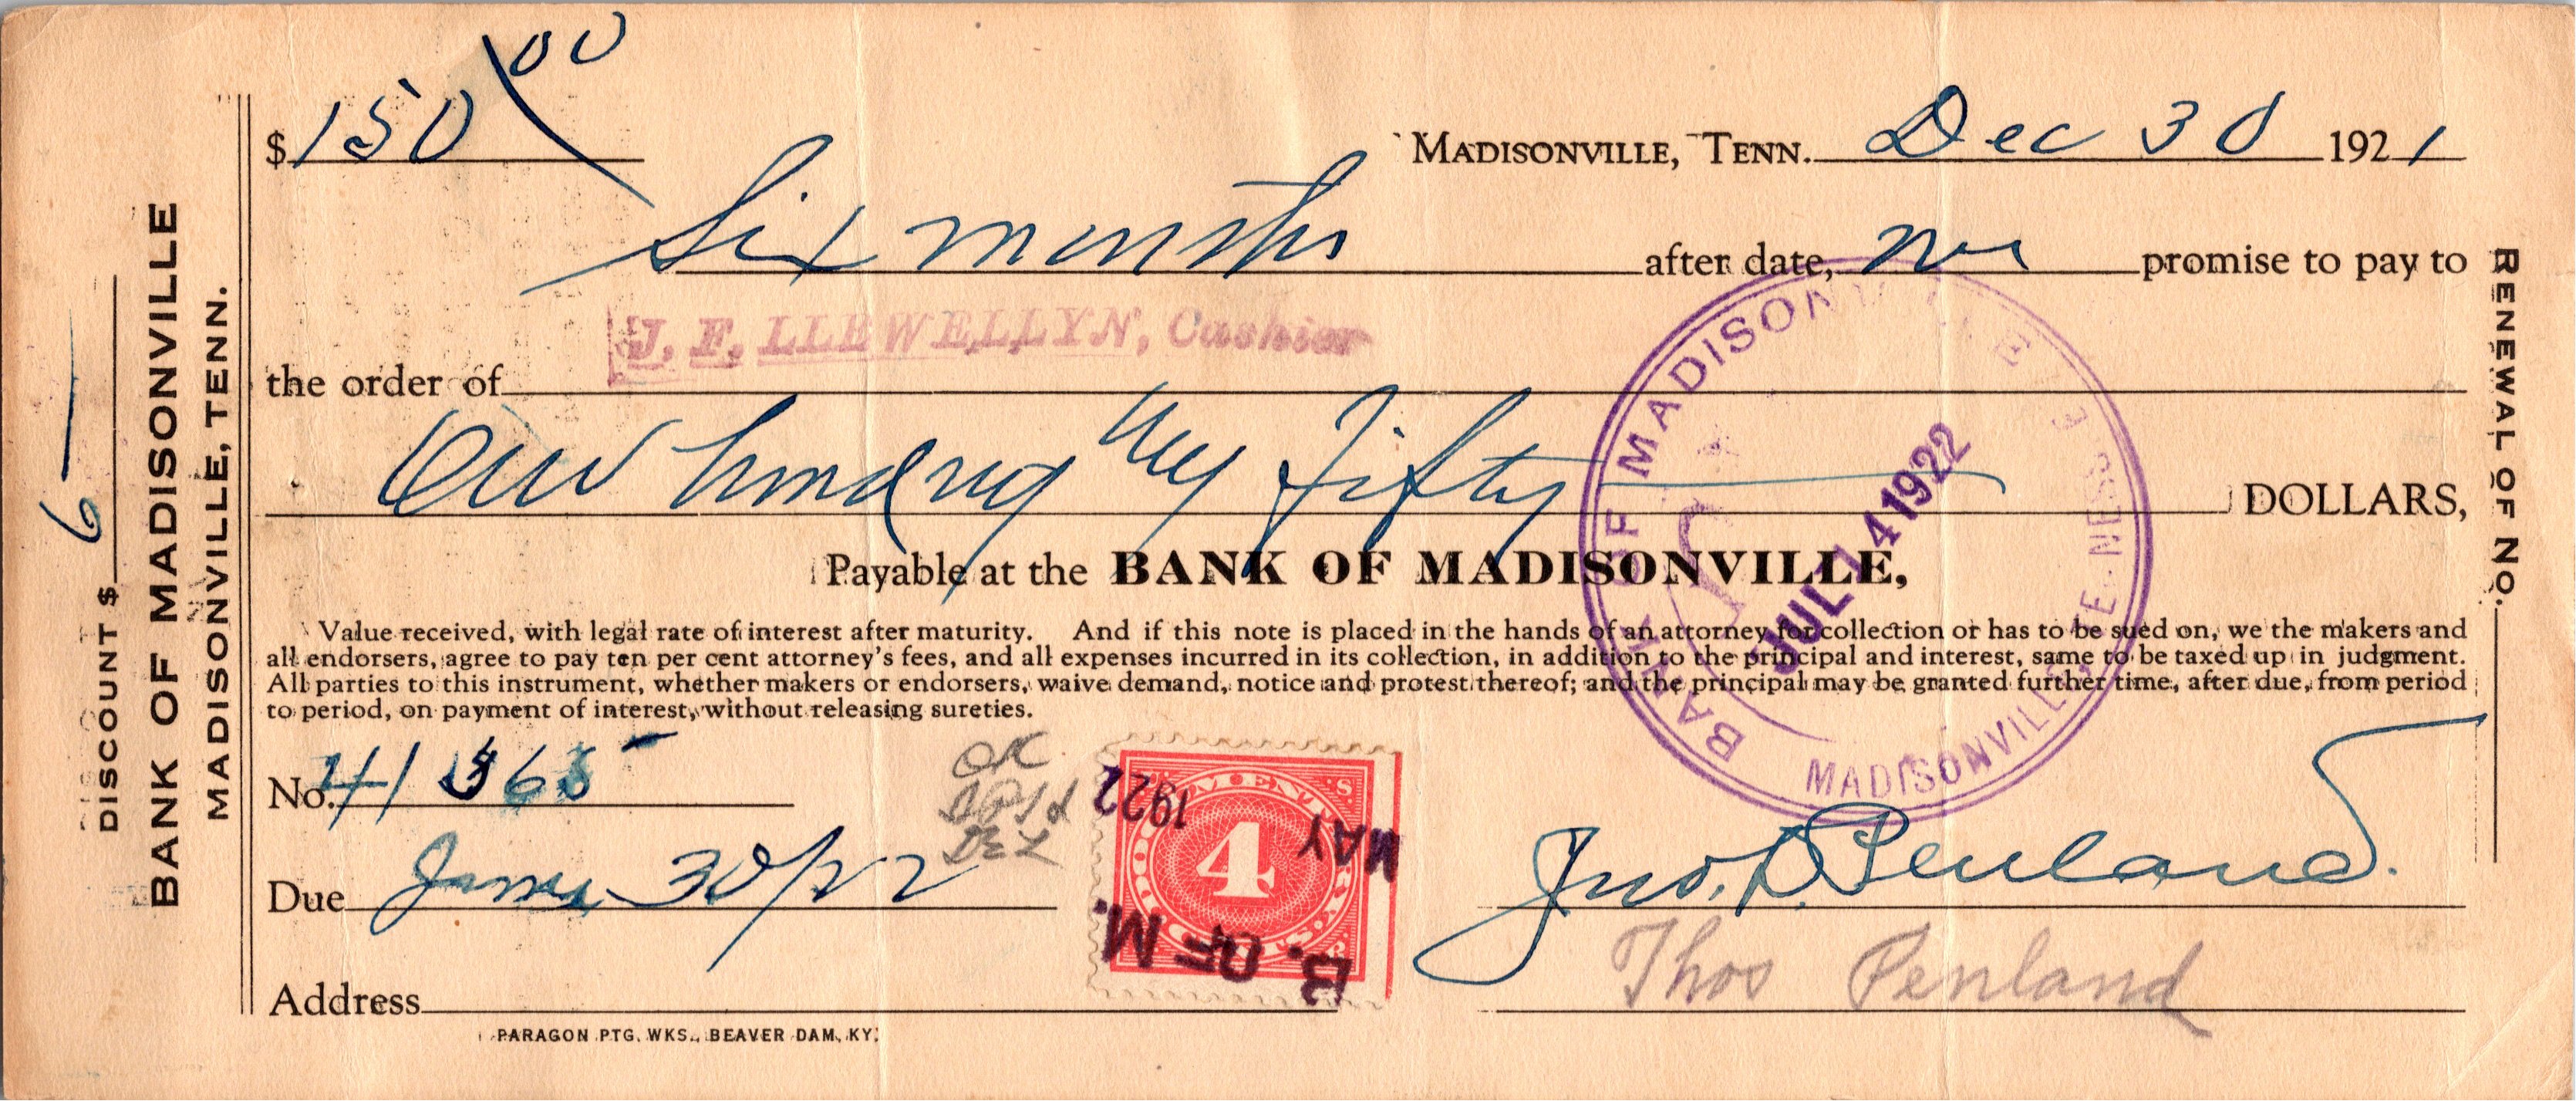 $150 00
MADISONVILLE, TENN. Dec 30 1921
Six months after date, we promise to pay to
J. F. LLEWELLYN, Cashier
the order of
One hundred Fifty DOLLARS,
Payable at the BANK OF MADISONVILLE,
Value received, with legal rate of interest after maturity. And if this note is placed in the hands of an attorney for collection or has to be sued on, we the makers and
all endorsers, agree to pay ten per cent attorney's fees, and all expenses incurred in its collection, in addition to the principal and interest, same to be taxed up in judgment.
All parties to this instrument, whether makers or endorsers, waive demand, notice and protest thereof; and the principal may be granted further time, after due, from period
to period, on payment of interest, without releasing sureties.
No. 41
Due 30/22
Address
PARAGON PTG. WKS., BEAVER DAM, KY.
Jno. D. Penland.
Thos Penland
OK
DOCUMENTARY
4
MAY
1922
B. OF M.
BANK OF MADISONVILLE
MADISONVILLE, TENNESSEE
JUL 14 1922
DISCOUNT $ 6
BANK OF MADISONVILLE
MADISONVILLE, TENN.
RENEWAL OF NO.